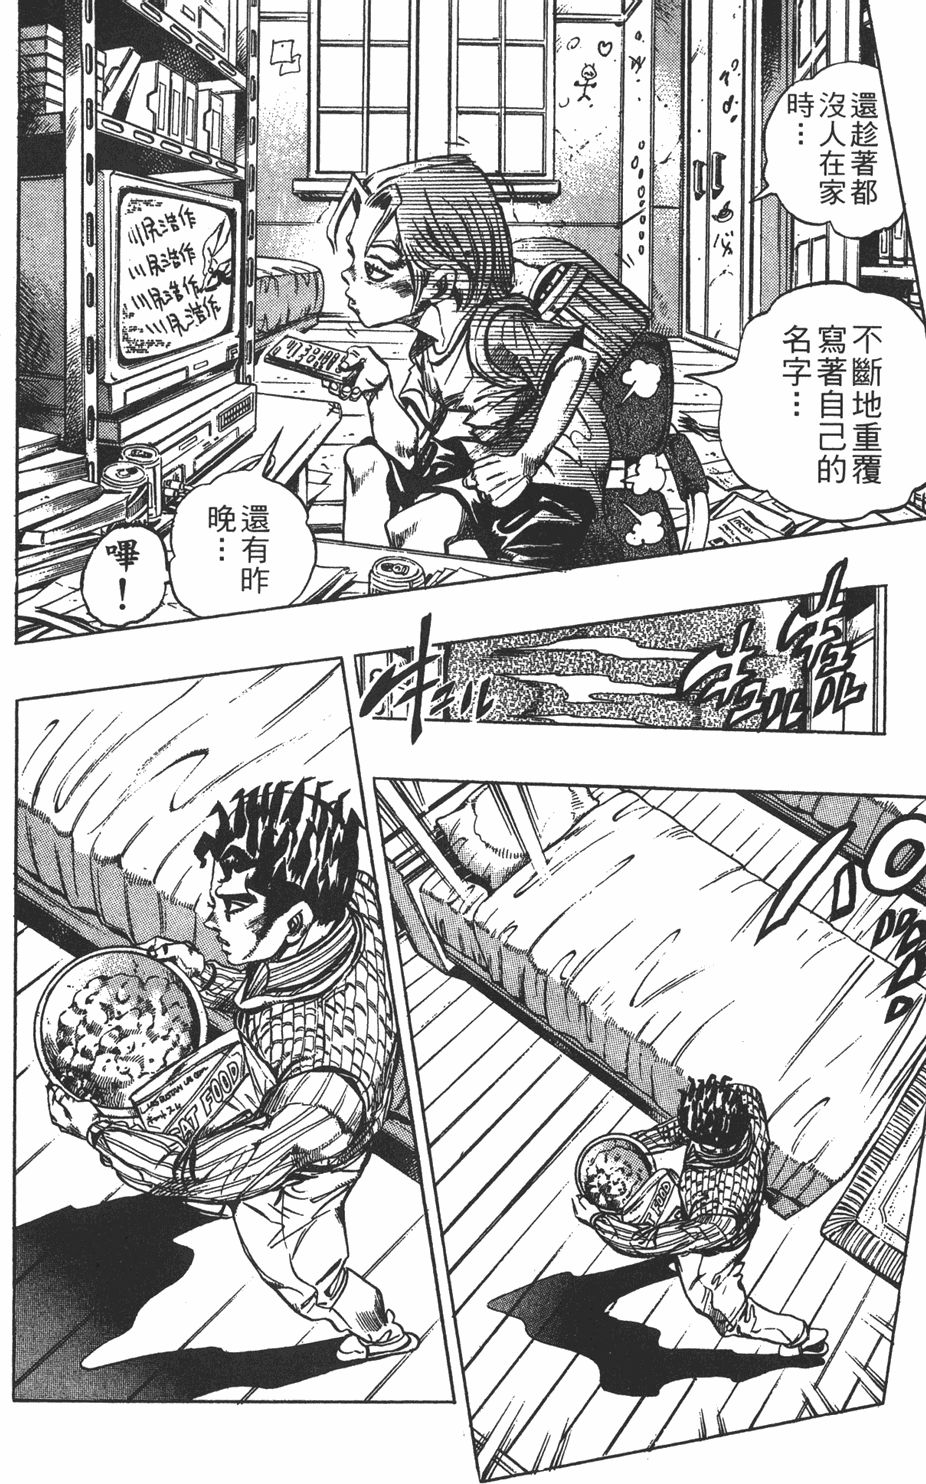 還趁著都
沒人在家
時…
不斷地重覆
寫著自己的
名字…
川尻浩作
川尻浩作
川尻浩作
川尻浩作
還有昨
晚…
嗶！
CAT FOOD
CAT FOOD